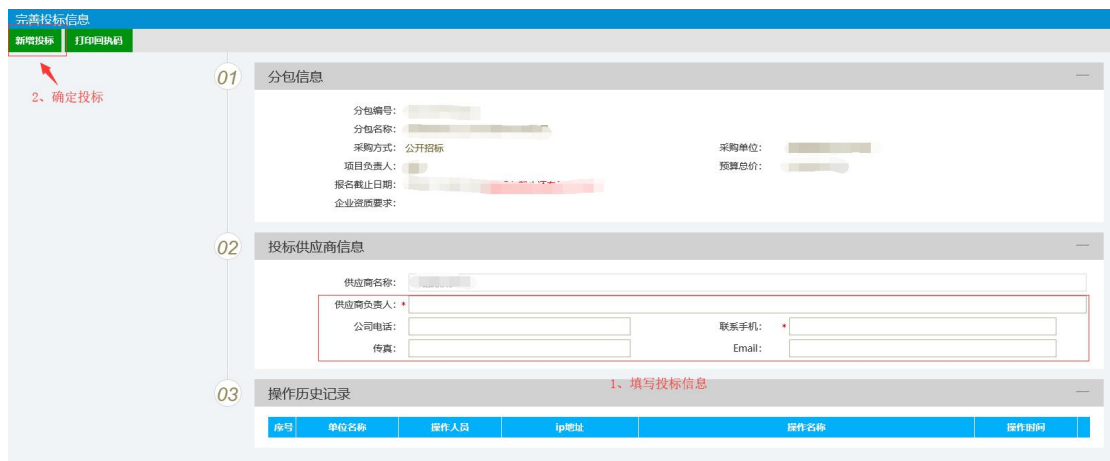 完善投标信息
新增投标 打印回执码
2、确定投标
01 分包信息
分包编号：
分包名称：
采购方式： 公开招标 采购单位：
项目负责人： 预算总价：
报名截止日期：
企业资质要求：
02 投标供应商信息
供应商名称：
供应商负责人： *
公司电话： 联系手机： *
传真： Email：
1、填写投标信息
03 操作历史记录
序号 单位名称 操作人员 ip地址 操作名称 操作时间